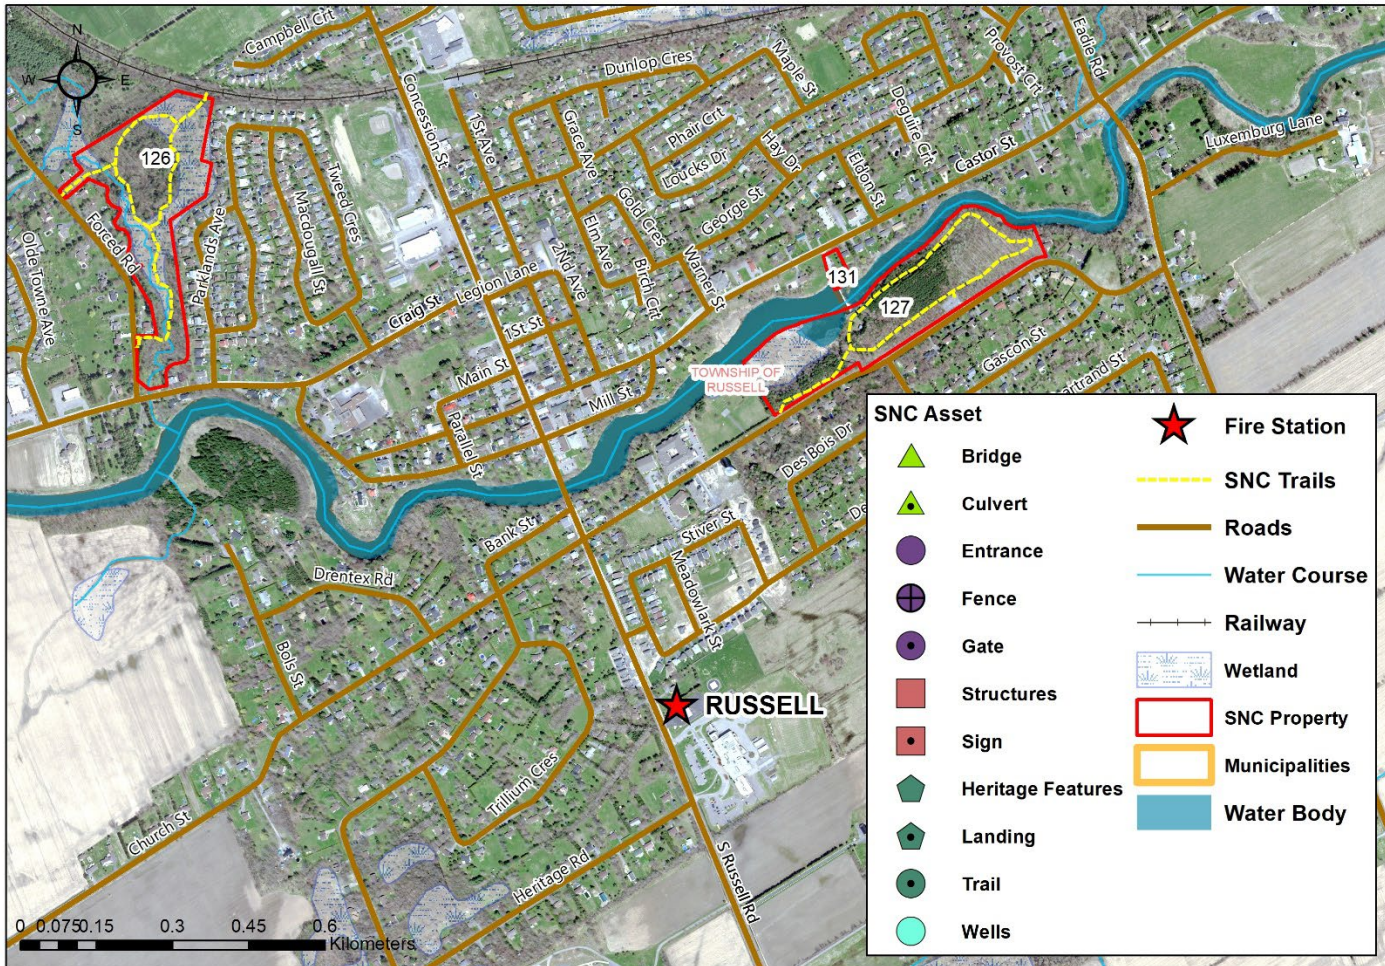 N
W
E
S
Campbell Crt
Concession St
1St Ave
Dunlop Cres
Maple St
Provost Crt
Eadie Rd
Grace Ave
Phair Crt
Loucks Dr
Hay Dr
Deguire Crt
Castor St
Luxemburg Lane
126
Tweed Cres
Macdougall St
Parklands Ave
Forced Rd
Olde Towne Ave
Eldon St
George St
Gold Cres
Elm Ave
Birch Crt
Warner St
2Nd Ave
Legion Lane
Craig St
1St St
131
127
Main St
Mill St
Parallel St
TOWNSHIP OF
RUSSELL
Gascon St
artrand St
Des Bois Dr
De
Bank St
Stiver St
Meadowlark St
Drentex Rd
Bols St
RUSSELL
Trillium Cres
Church St
Heritage Rd
S Russell Rd
0 0.075 0.15 0.3 0.45 0.6
Kilometers
SNC Asset
Bridge
Culvert
Entrance
Fence
Gate
Structures
Sign
Heritage Features
Landing
Trail
Wells
Fire Station
SNC Trails
Roads
Water Course
Railway
Wetland
SNC Property
Municipalities
Water Body